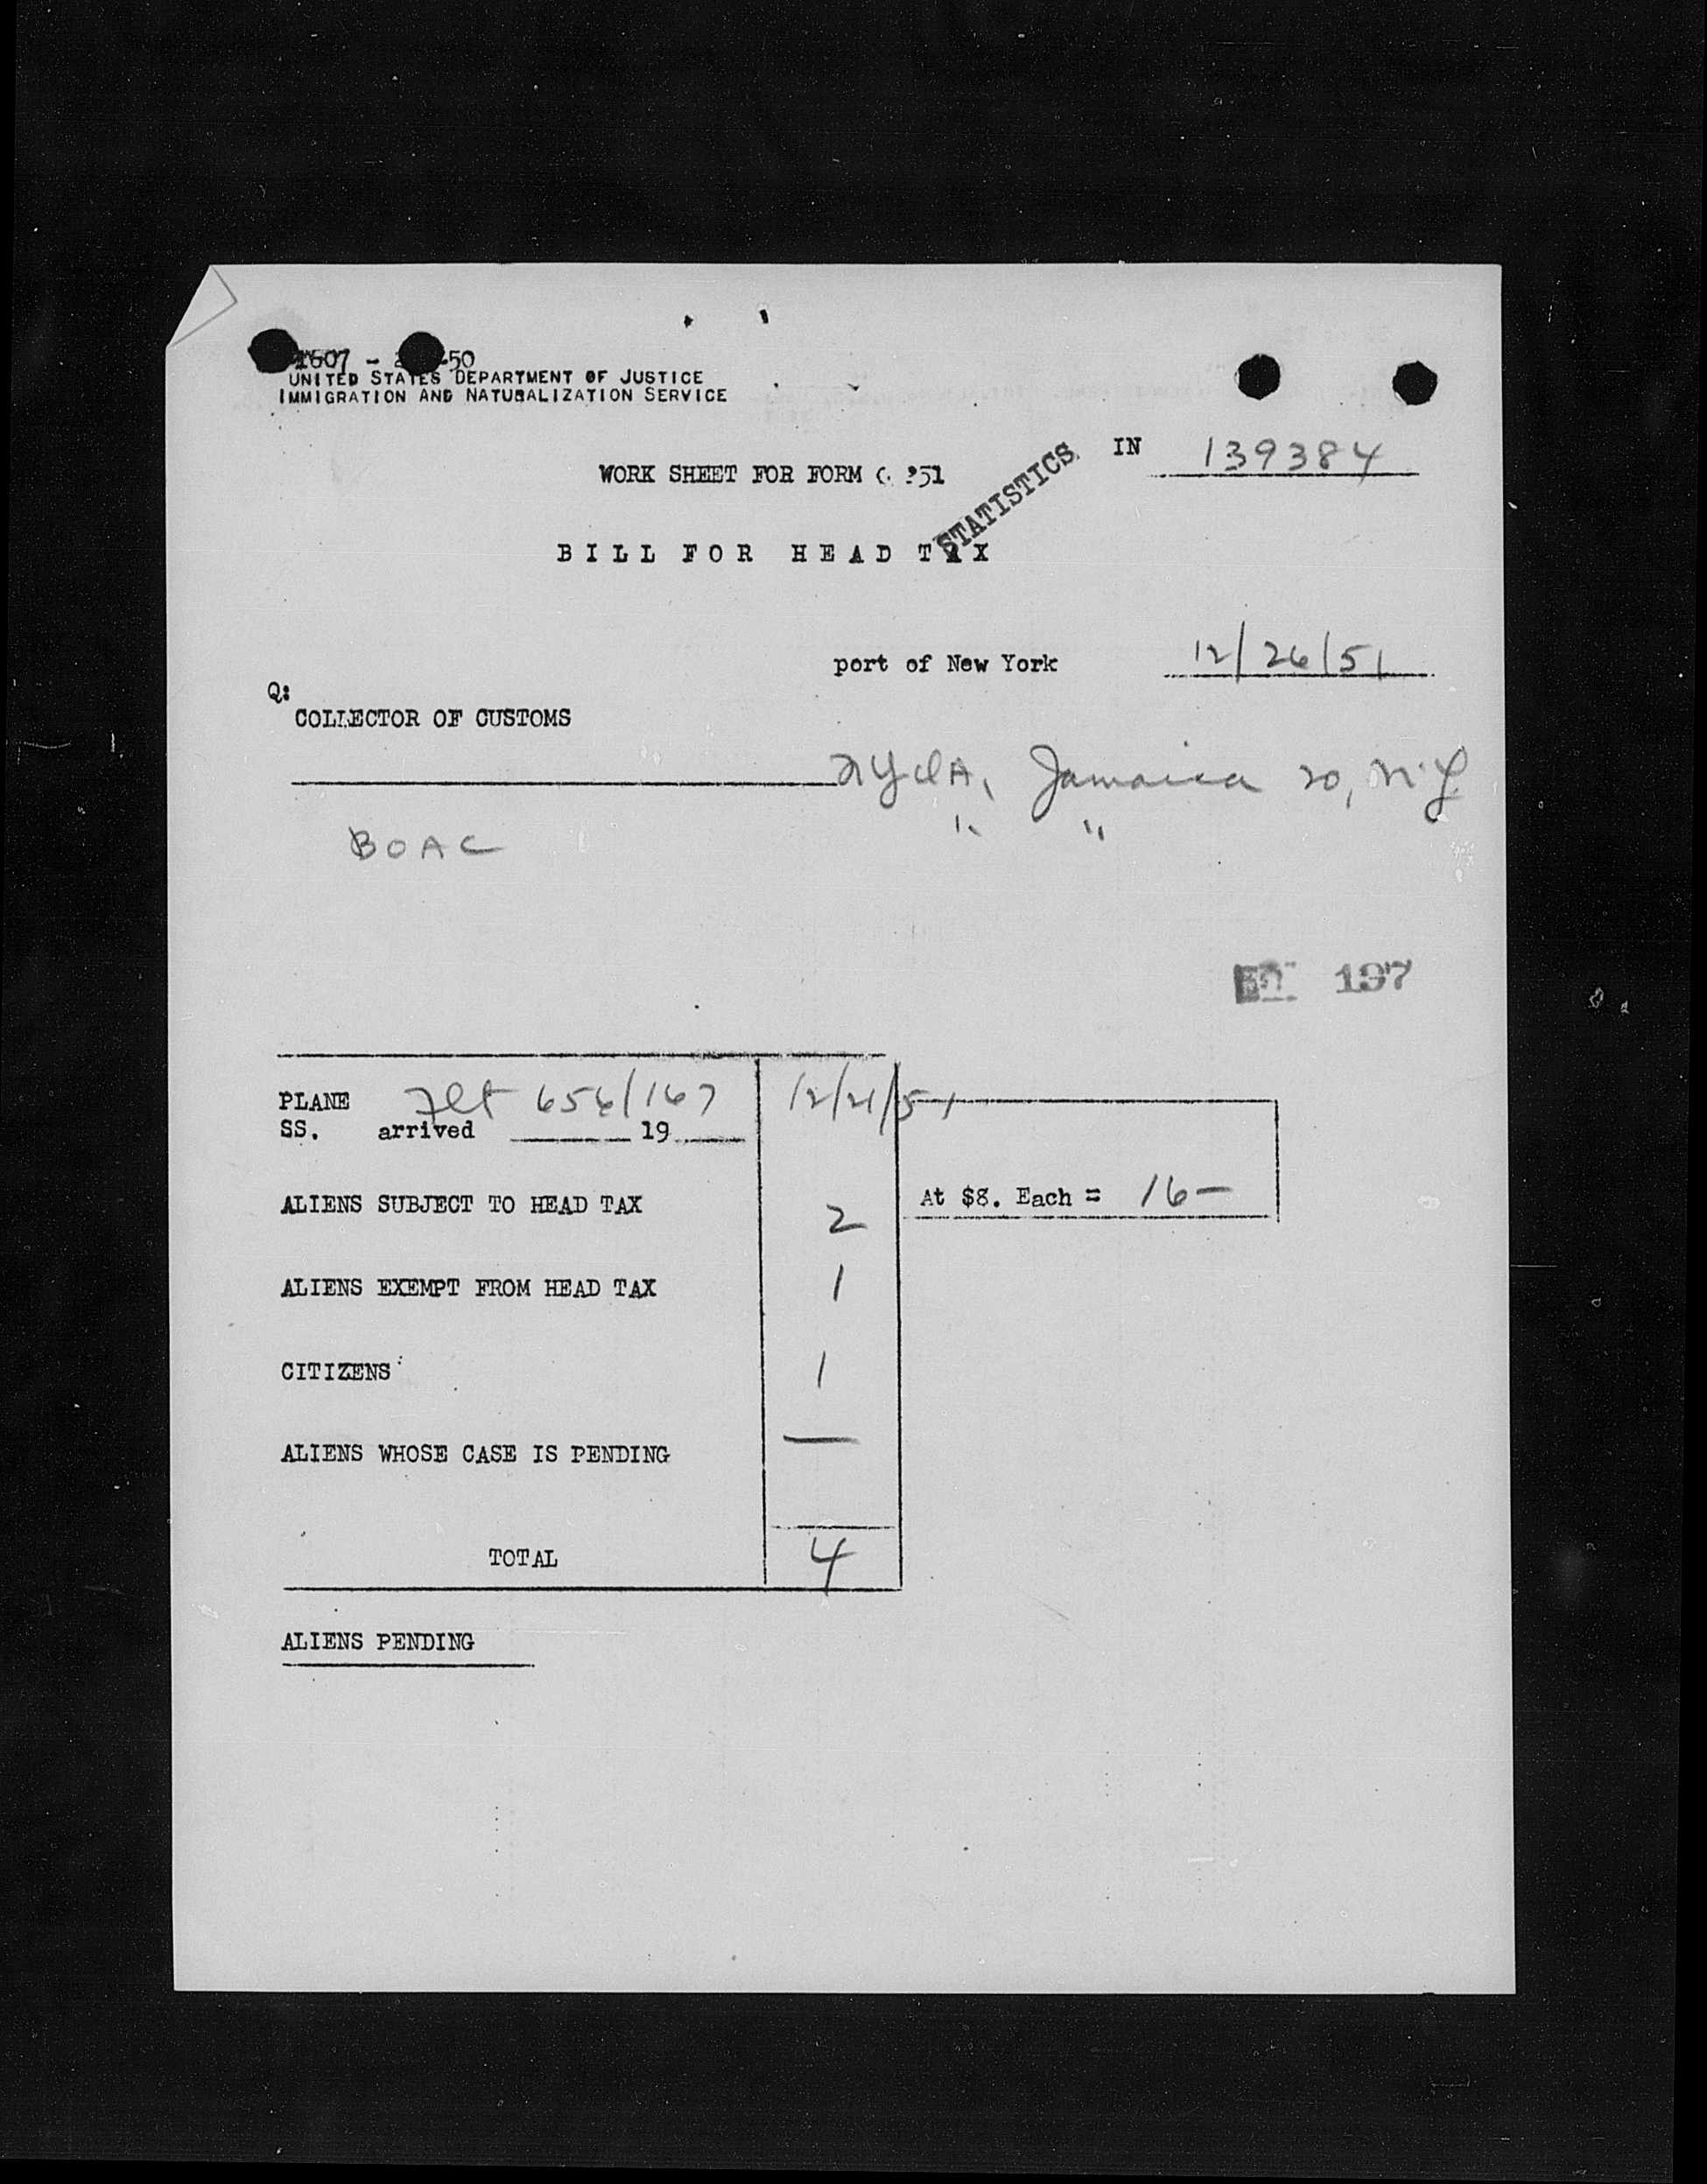 UNITED STATES DEPARTMENT OF JUSTICE
IMMIGRATION AND NATURALIZATION SERVICE
IN 139384
WORK SHEET FOR FORM
STATISTICS
BILL FOR HEAD TAX
port of New York 12/26/51
Q:
COLLECTOR OF CUSTOMS
NYIA, Jamaica 20, N.Y.
" "
BOAC
197
PLANE Flt 656/167 12/21/51
SS. arrived 19
ALIENS SUBJECT TO HEAD TAX 2 At $8. Each = 16-
ALIENS EXEMPT FROM HEAD TAX 1
CITIZENS 1
ALIENS WHOSE CASE IS PENDING —
TOTAL 4
ALIENS PENDING